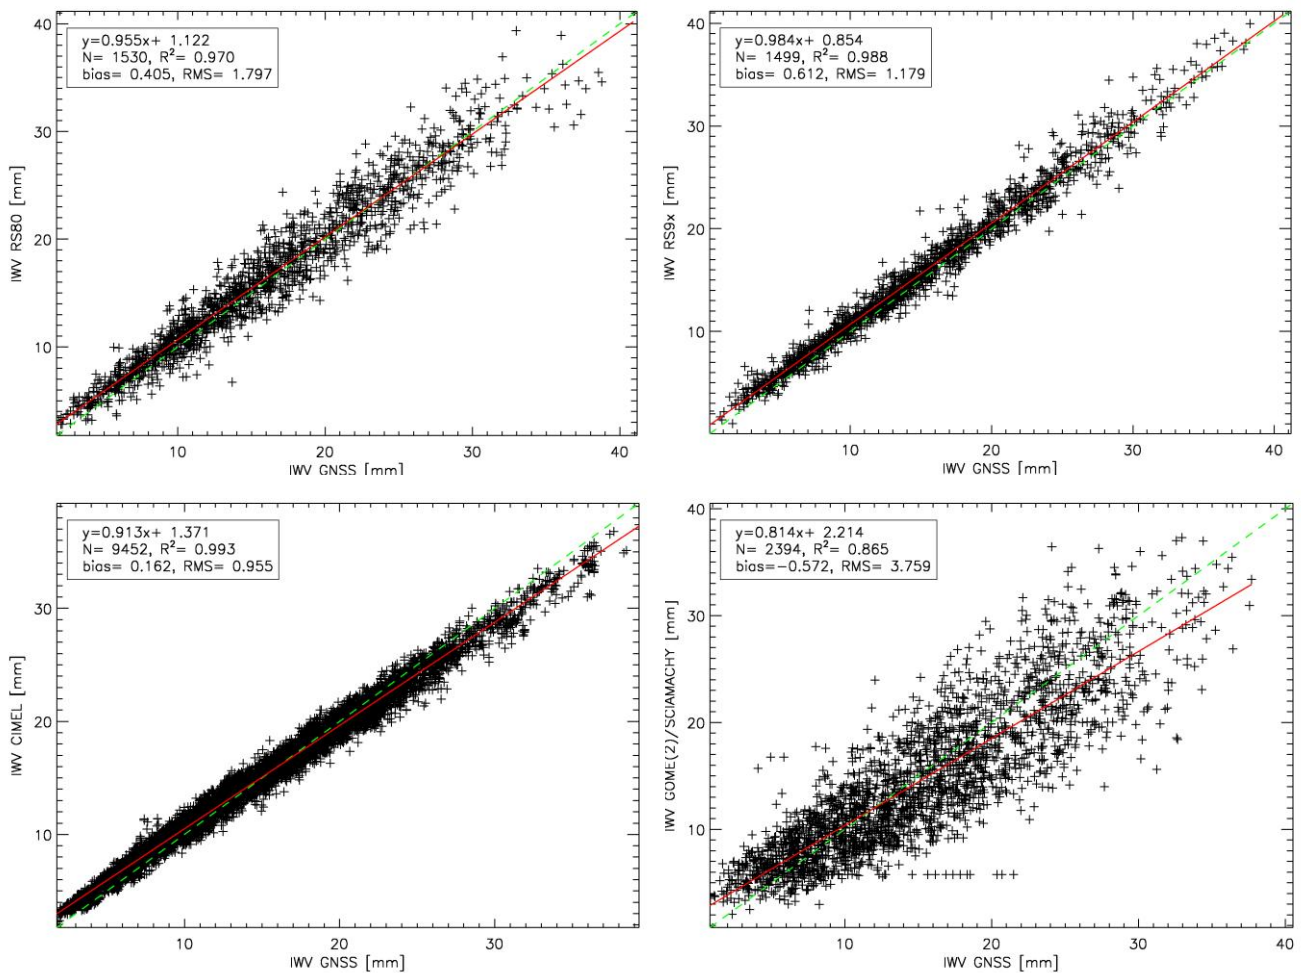 y=0.955x+ 1.122
N= 1530, R²= 0.970
bias= 0.405, RMS= 1.797
40
30
20
10
IWV RS80 [mm]
10 20 30 40
IWV GNSS [mm]
y=0.984x+ 0.854
N= 1499, R²= 0.988
bias= 0.612, RMS= 1.179
40
30
20
10
IWV RS9x [mm]
10 20 30 40
IWV GNSS [mm]
y=0.913x+ 1.371
N= 9452, R²= 0.993
bias= 0.162, RMS= 0.955
30
20
10
IWV CIMEL [mm]
10 20 30
IWV GNSS [mm]
y=0.814x+ 2.214
N= 2394, R²= 0.865
bias=−0.572, RMS= 3.759
40
30
20
10
IWV GOME(2)/SCIAMACHY [mm]
10 20 30 40
IWV GNSS [mm]